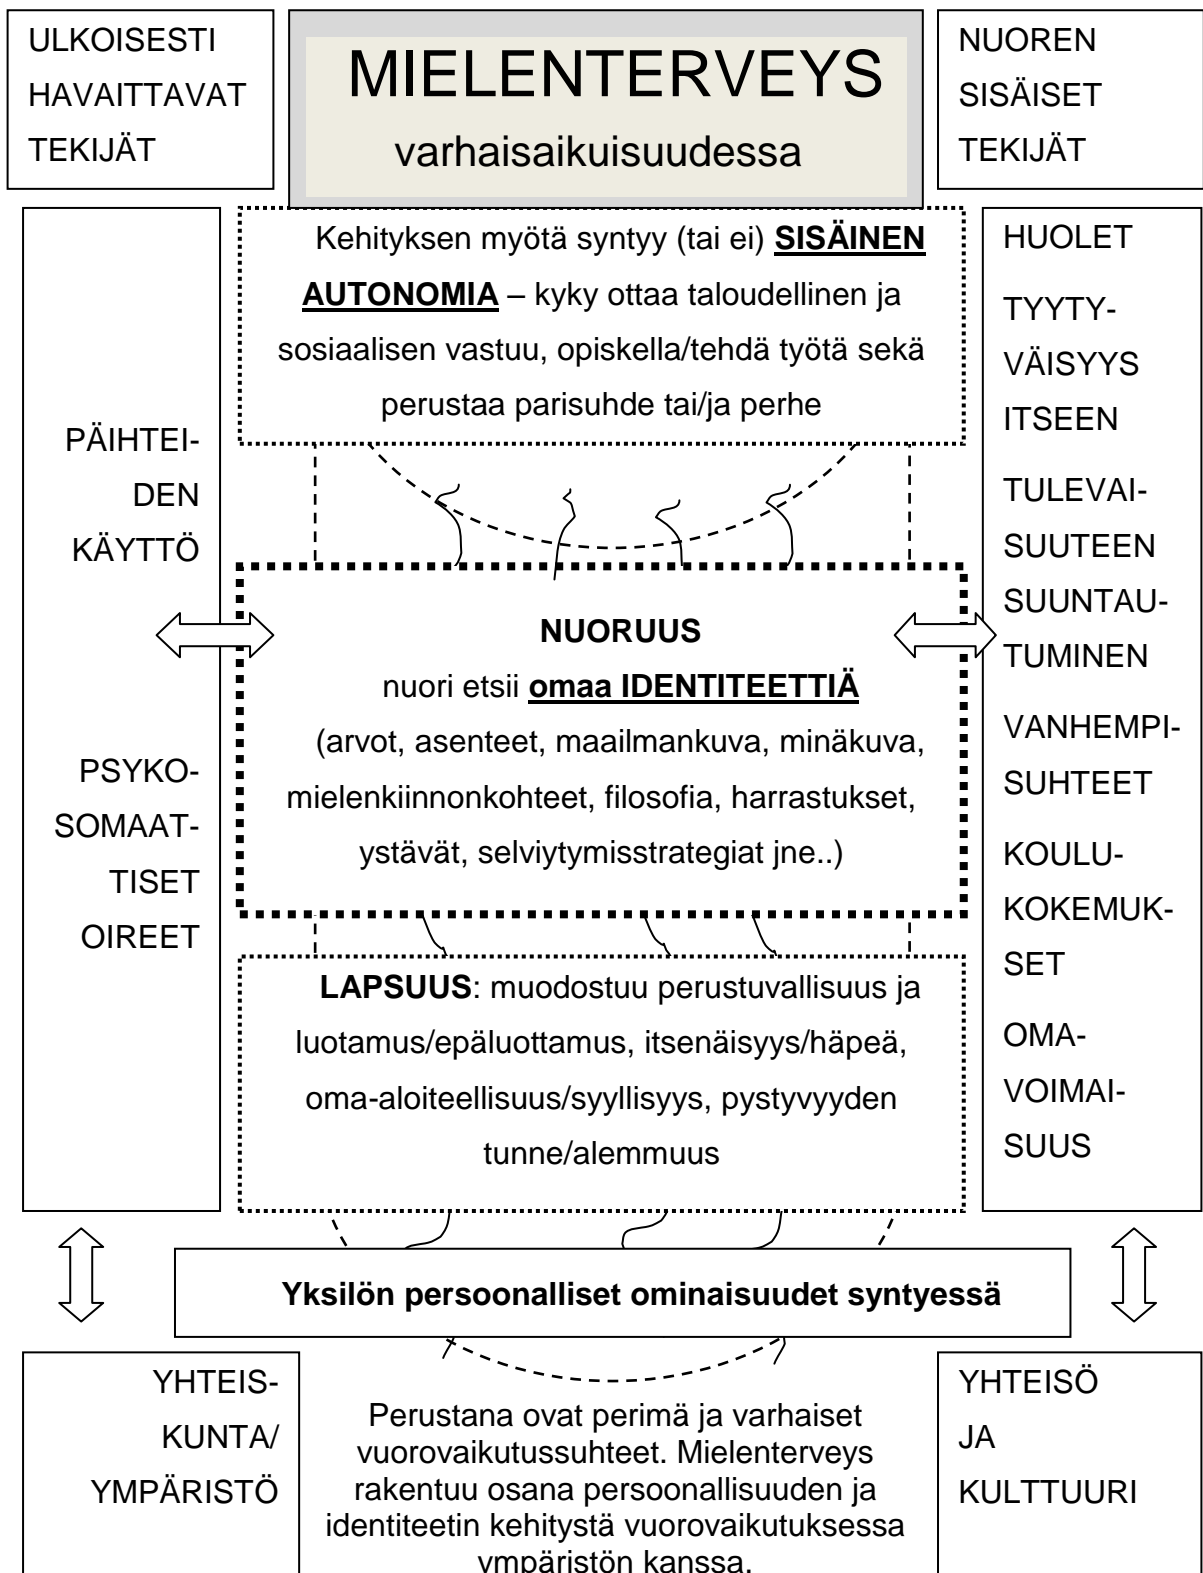 ULKOISESTI
HAVAITTAVAT
TEKIJÄT
MIELENTERVEYS
varhaisaikuisuudessa
NUOREN
SISÄISET
TEKIJÄT
Kehityksen myötä syntyy (tai ei) SISÄINEN
AUTONOMIA – kyky ottaa taloudellinen ja
sosiaalisen vastuu, opiskella/tehdä työtä sekä
perustaa parisuhde tai/ja perhe
PÄIHTEI-
DEN
KÄYTTÖ
PSYKO-
SOMAAT-
TISET
OIREET
NUORUUS
nuori etsii omaa IDENTITEETTIÄ
(arvot, asenteet, maailmankuva, minäkuva,
mielenkiinnonkohteet, filosofia, harrastukset,
ystävät, selviytymisstrategiat jne..)
LAPSUUS: muodostuu perustuvallisuus ja
luotamus/epäluottamus, itsenäisyys/häpeä,
oma-aloiteellisuus/syyllisyys, pystyvyyden
tunne/alemmuus
HUOLET
TYYTY-
VÄISYYS
ITSEEN
TULEVAI-
SUUTEEN
SUUNTAU-
TUMINEN
VANHEMPI-
SUHTEET
KOULU-
KOKEMUK-
SET
OMA-
VOIMAI-
SUUS
Yksilön persoonalliset ominaisuudet syntyessä
YHTEIS-
KUNTA/
YMPÄRISTÖ
Perustana ovat perimä ja varhaiset
vuorovaikutussuhteet. Mielenterveys
rakentuu osana persoonallisuuden ja
identiteetin kehitystä vuorovaikutuksessa
ympäristön kanssa.
YHTEISÖ
JA
KULTTUURI